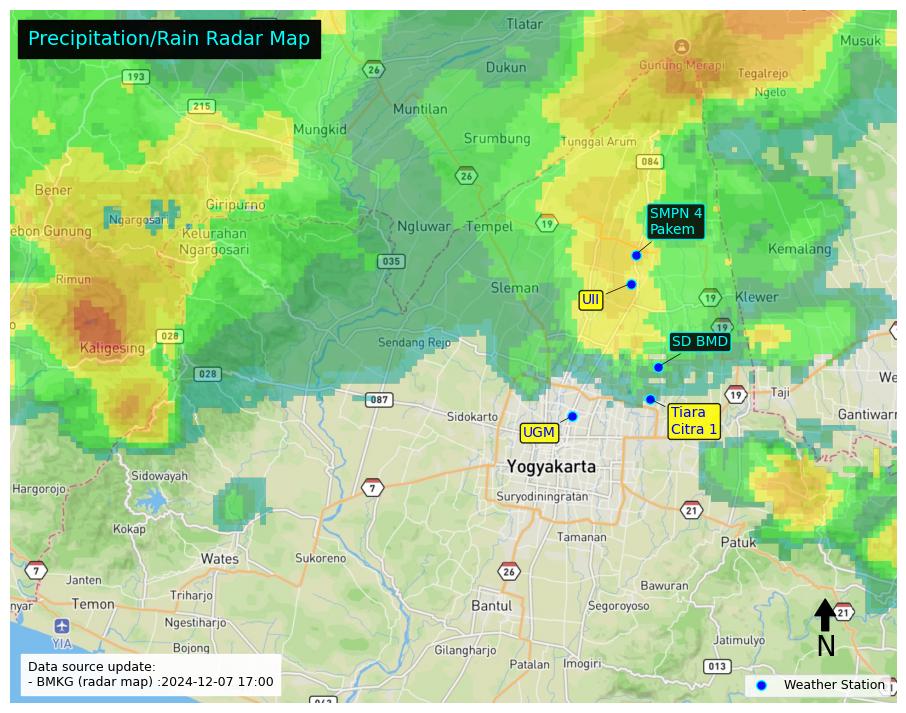 Precipitation/Rain Radar Map
Tlatar
Musuk
26
Dukun
Gunung Merapi
Tegalrejo
193
Ngelo
215
Muntilan
Mungkid
Srumbung
Tunggal Arum
084
26
Bener
Giripurno
SMPN 4
Pakem
Ngargosari
19
ebon Gunung
Kelurahan
Ngargosari
Ngluwar
Tempel
Kemalang
035
Rimun
Sleman
UII
19
Klewer
19
028
Sendang Rejo
SD BMD
Kaligesing
028
We
087
19
Taji
Sidokarto
Tiara
Citra 1
Gantiwarn
UGM
Yogyakarta
Sidowayah
Hargorojo
7
Suryodiningratan
21
Kokap
Tamanan
Patuk
Wates
Sukoreno
7
26
Janten
Bawuran
Triharjo
nyar
Temon
Bantul
Segoroyoso
21
Ngestiharjo
YIA
Jatimulyo
N
Bojong
Gilangharjo
Patalan
Imogiri
013
Data source update:
- BMKG (radar map) :2024-12-07 17:00
Weather Station